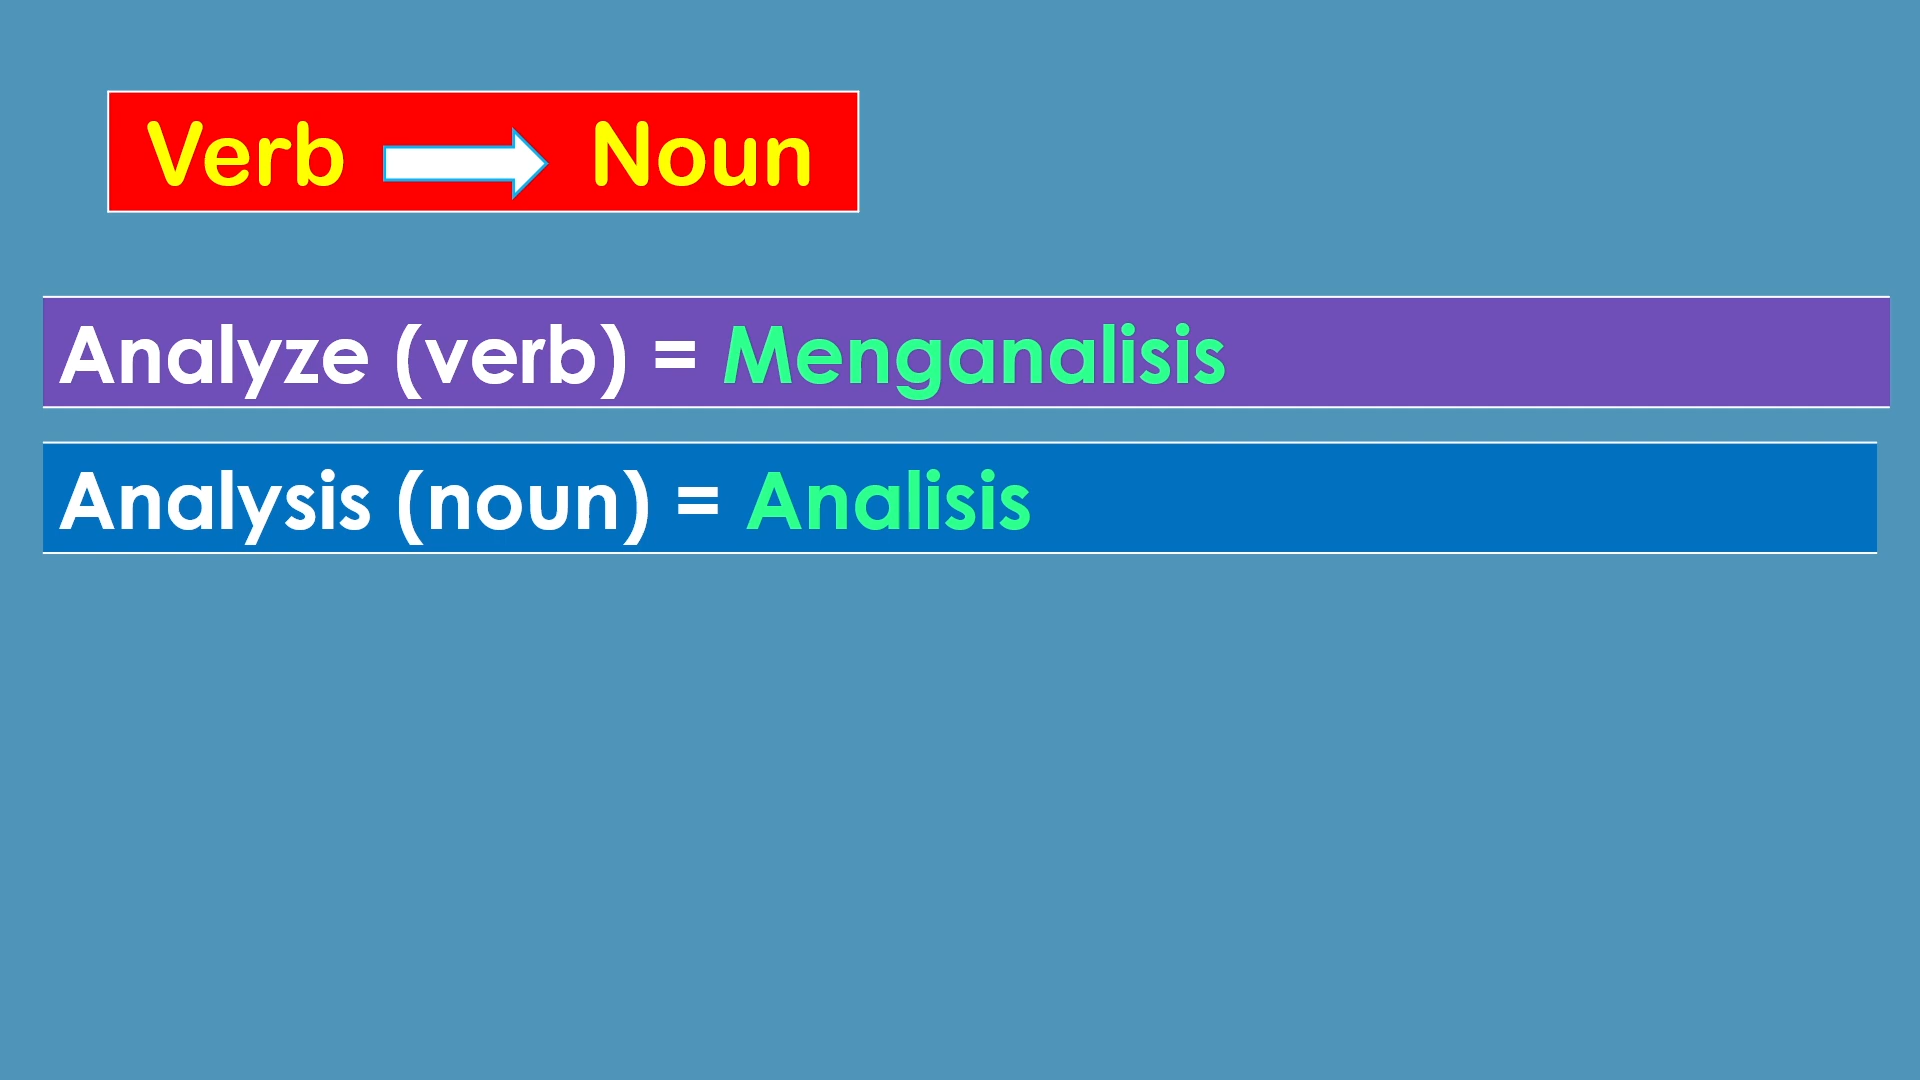 Verb Noun
Analyze (verb) = Menganalisis
Analysis (noun) = Analisis